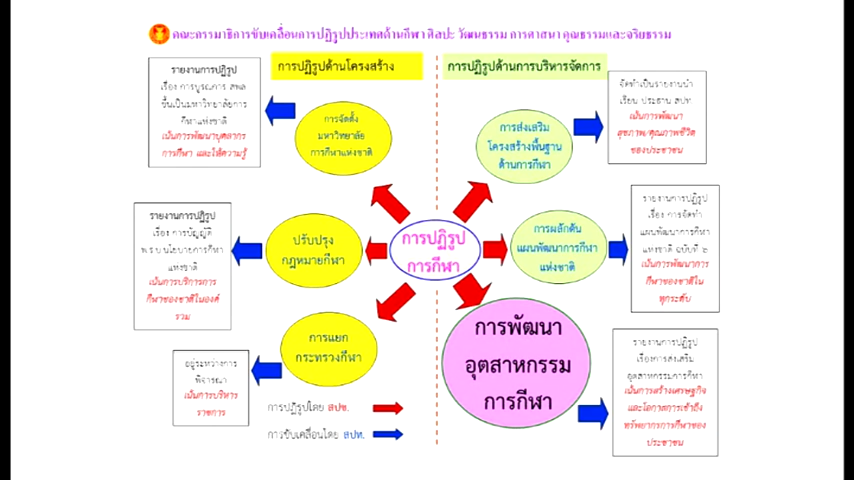 คณะกรรมาธิการขับเคลื่อนการปฏิรูปประเทศด้านกีฬา ศิลปะ วัฒนธรรม การศาสนา คุณธรรมและจริยธรรม
การปฏิรูปด้านโครงสร้าง
การปฏิรูปด้านการบริหารจัดการ
รายงานการปฏิรูป
เรื่อง การบูรณการ สพล
ขึ้นเป็นมหาวิทยาลัยการ
กีฬาแห่งชาติ
เน้นการพัฒนาบุคลากร
การกีฬา และให้ความรู้
การจัดตั้ง
มหาวิทยาลัย
การกีฬาแห่งชาติ
การส่งเสริม
โครงสร้างพื้นฐาน
ด้านการกีฬา
จัดทำเป็นรายงานนำ
เรียน ประธาน สปท
เน้นการพัฒนา
สุขภาพ/คุณภาพชีวิต
ของประชาชน
รายงานการปฏิรูป
เรื่อง การบัญญัติ
พ ร บ นโยบายการกีฬา
แห่งชาติ
เน้นการบริการการ
กีฬาของชาติในองค์
รวม
ปรับปรุง
กฎหมายกีฬา
การปฏิรูป
การกีฬา
การผลักดัน
แผนพัฒนาการกีฬา
แห่งชาติ
รายงานการปฏิรูป
เรื่อง การจัดทำ
แผนพัฒนาการกีฬา
แห่งชาติ ฉบับที่ ๖
เน้นการพัฒนาการ
กีฬาของชาติใน
ทุกระดับ
อยู่ระหว่างการ
พิจารณา
เน้นการบริหาร
ราชการ
การแยก
กระทรวงกีฬา
การพัฒนา
อุตสาหกรรม
การกีฬา
รายงานการปฏิรูป
เรื่องการส่งเสริม
อุตสาหกรรมการกีฬา
เน้นการสร้างเศรษฐกิจ
และโอกาสการเข้าถึง
ทรัพยากรการกีฬาของ
ประชาชน
การปฏิรูปโดย สปช.
การขับเคลื่อนโดย สปท.